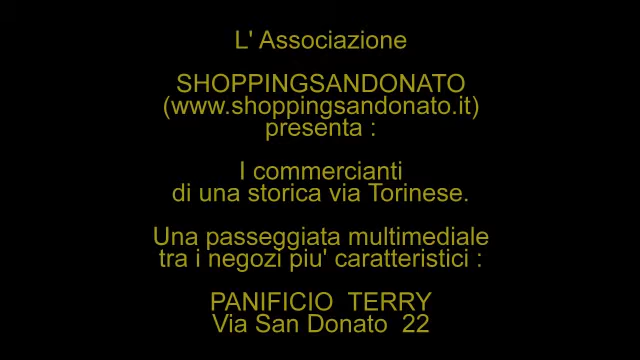 L' Associazione
SHOPPINGSANDONATO
(www.shoppingsandonato.it)
presenta :
I commercianti
di una storica via Torinese.
Una passeggiata multimediale
tra i negozi piu' caratteristici :
PANIFICIO  TERRY
Via San Donato  22